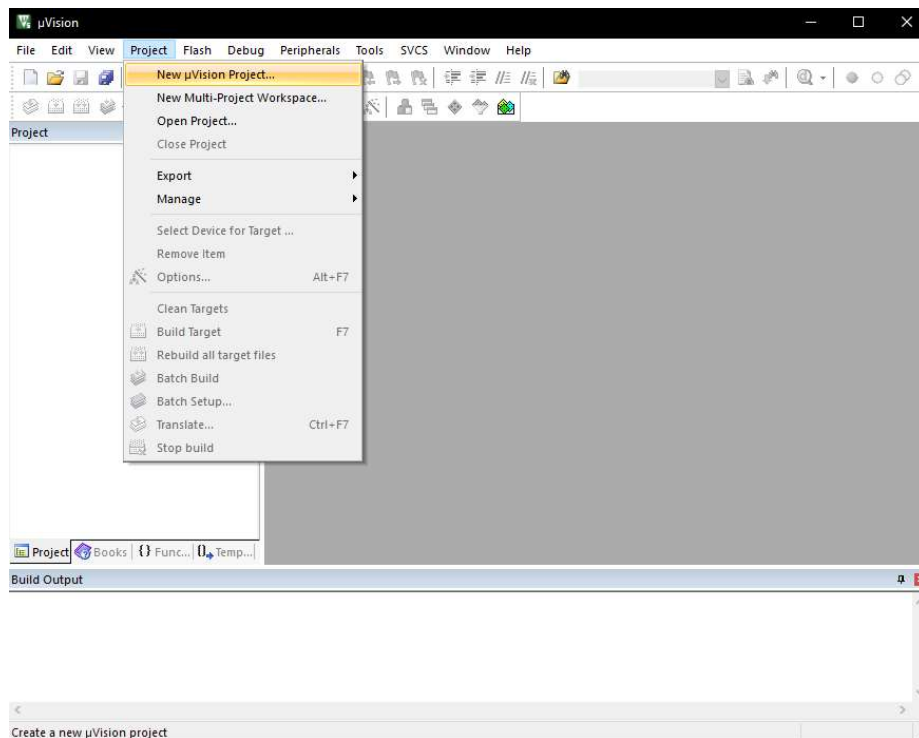 µVision
File Edit View Project Flash Debug Peripherals Tools SVCS Window Help
New µVision Project...
New Multi-Project Workspace...
Open Project...
Close Project
Export
Manage
Select Device for Target ...
Remove Item
Options... Alt+F7
Clean Targets
Build Target F7
Rebuild all target files
Batch Build
Batch Setup...
Translate... Ctrl+F7
Stop build
Project
Project Books {} Func... 0 Temp...
Build Output
Create a new µVision project